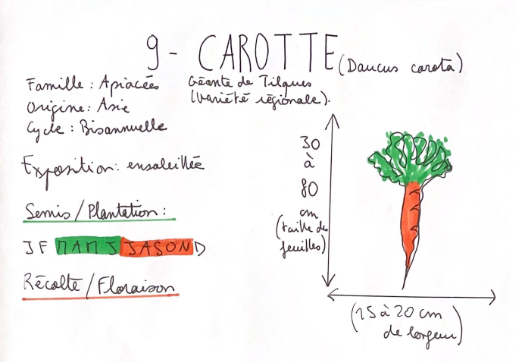 9 - CAROTTE (Daucus carota)
Famille : Apiacées
Géante de Tilques
Origine : Asie
(variété régionale).
Cycle : Bisannuelle
Exposition : ensoleillée
Semis / Plantation :
J F M A M J J A S O N D
Récolte / Floraison
30
à
80
cm
(taille de
feuilles)
(15 à 20 cm
de largeur)